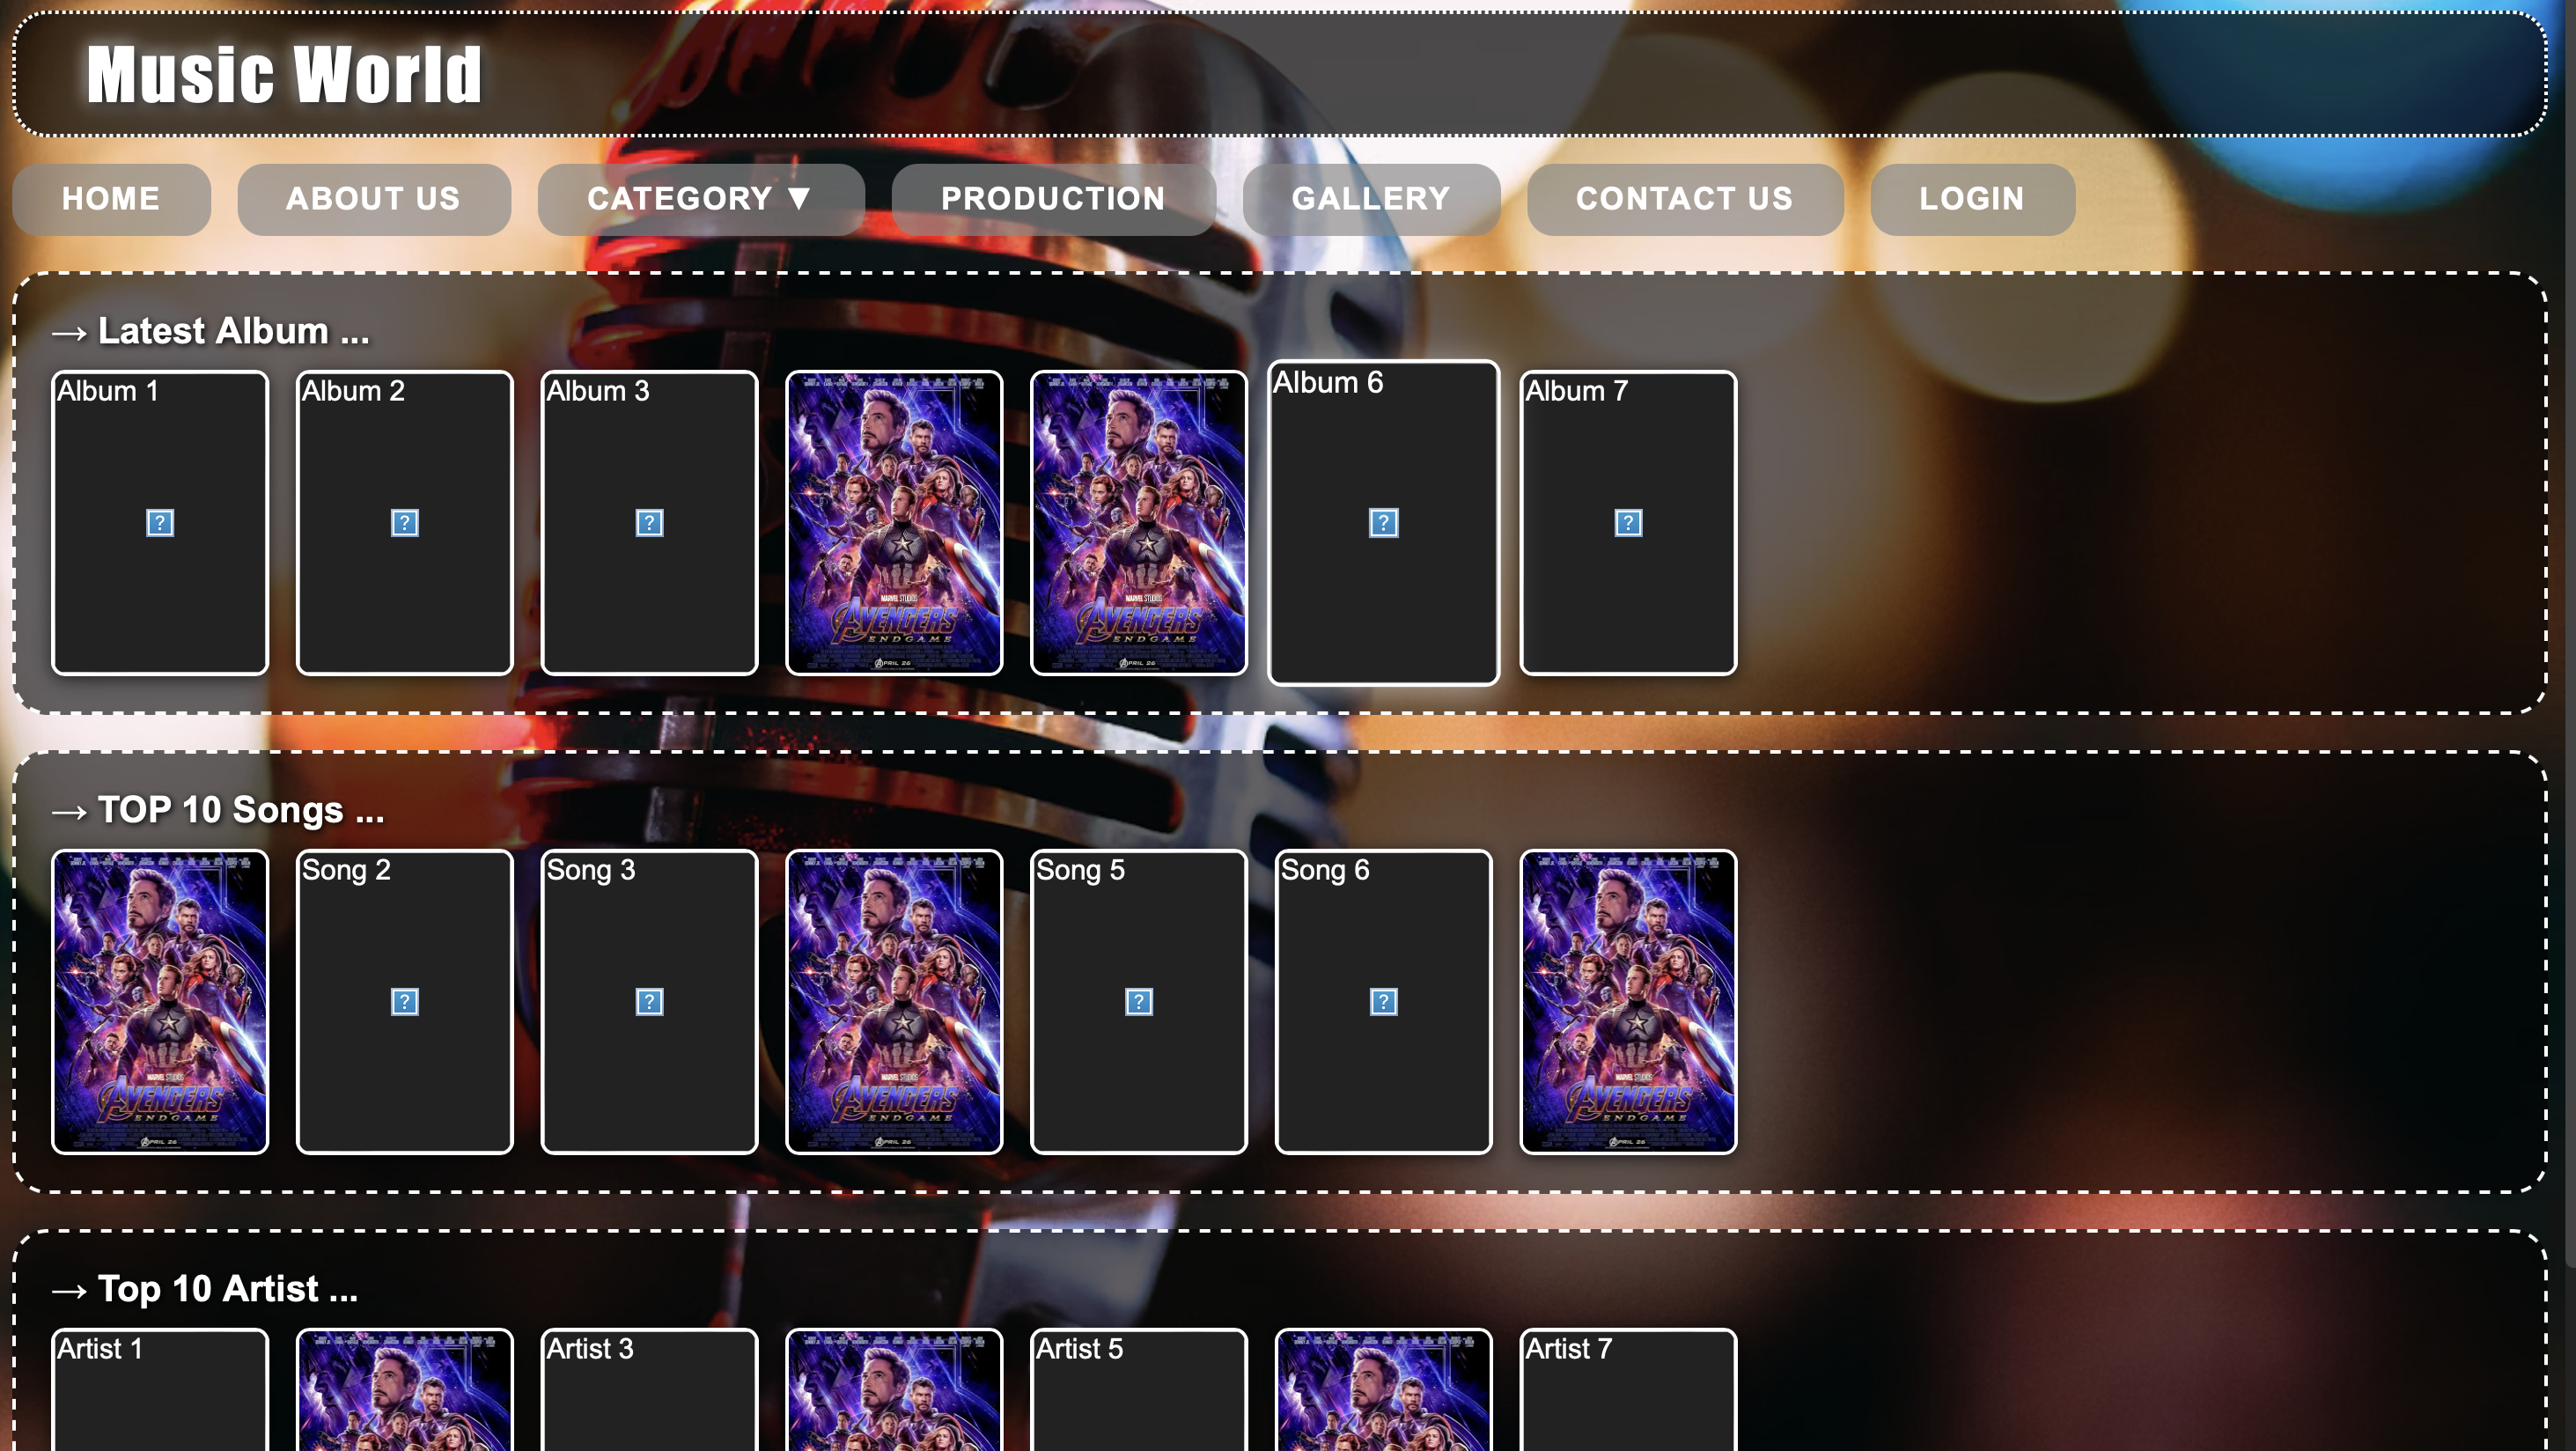 Music World
HOME ABOUT US CATEGORY ▼ PRODUCTION GALLERY CONTACT US LOGIN
→ Latest Album ...
Album 1 Album 2 Album 3 Album 6 Album 7
? ? ? ? ?
MARVEL STUDIOS MARVEL STUDIOS
AVENGERS AVENGERS
ENDGAME ENDGAME
APRIL 26 APRIL 26
→ TOP 10 Songs ...
Song 2 Song 3 Song 5 Song 6
? ? ? ?
MARVEL STUDIOS MARVEL STUDIOS MARVEL STUDIOS
AVENGERS AVENGERS AVENGERS
ENDGAME ENDGAME ENDGAME
APRIL 26 APRIL 26 APRIL 26
→ Top 10 Artist ...
Artist 1 Artist 3 Artist 5 Artist 7